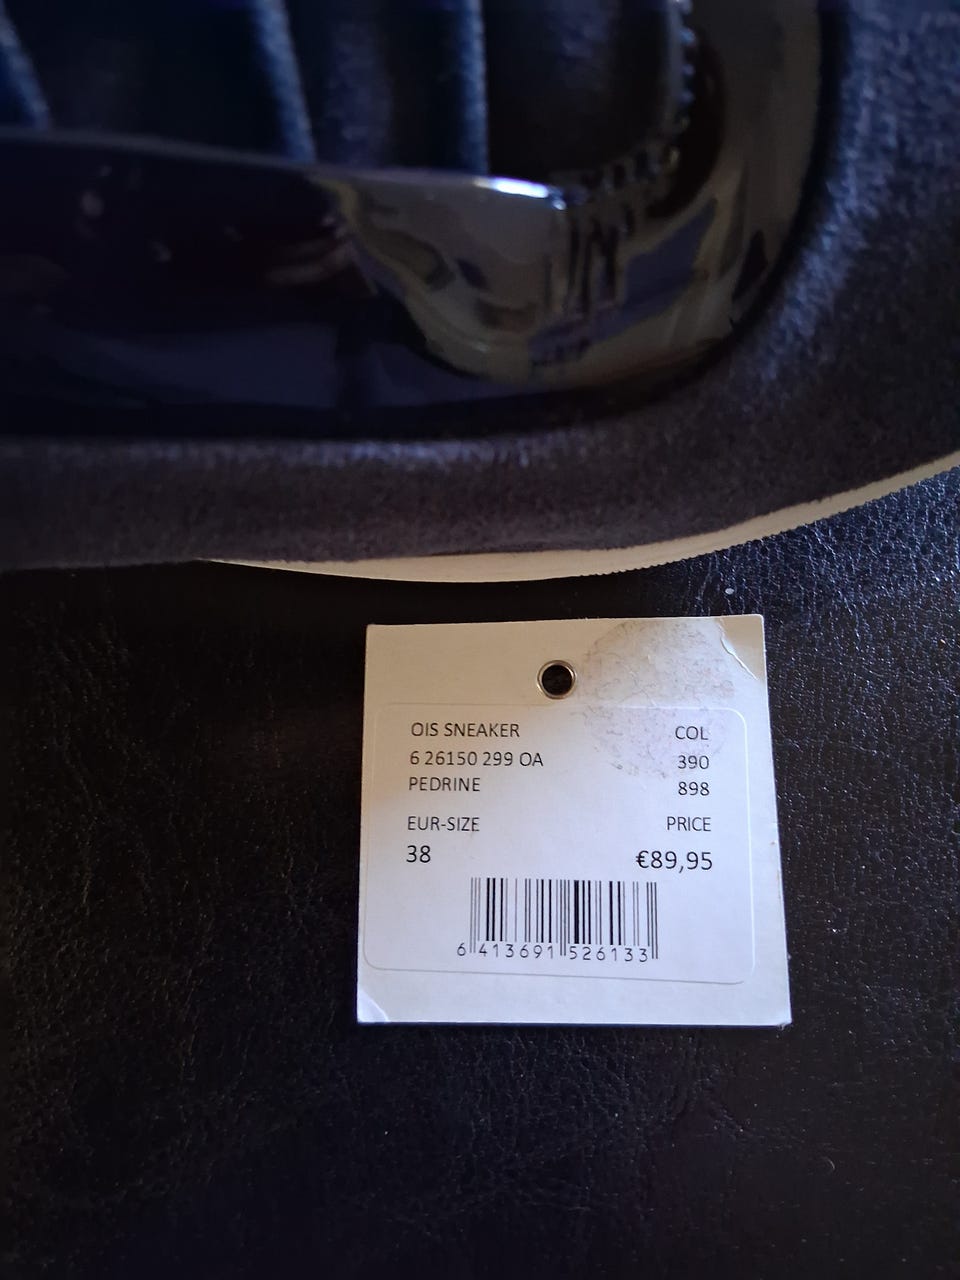 OIS SNEAKER COL
6 26150 299 OA 390
PEDRINE 898
EUR-SIZE PRICE
38 €89,95
6 413691 526133